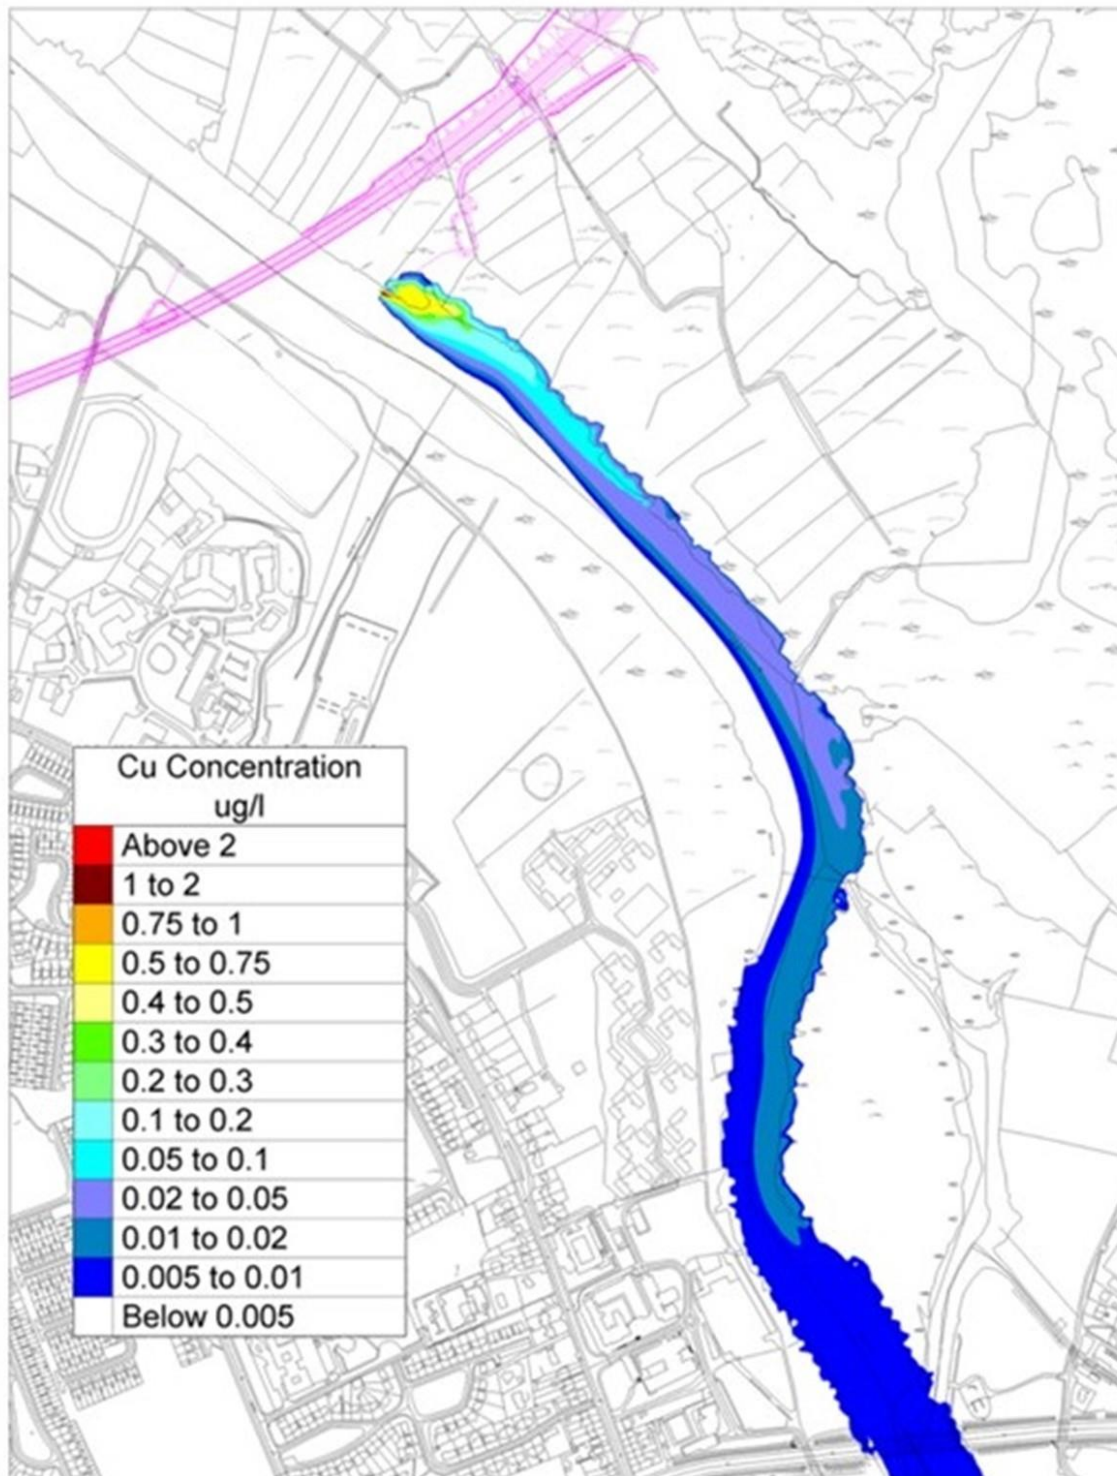 Cu Concentration
ug/l
Above 2
1 to 2
0.75 to 1
0.5 to 0.75
0.4 to 0.5
0.3 to 0.4
0.2 to 0.3
0.1 to 0.2
0.05 to 0.1
0.02 to 0.05
0.01 to 0.02
0.005 to 0.01
Below 0.005